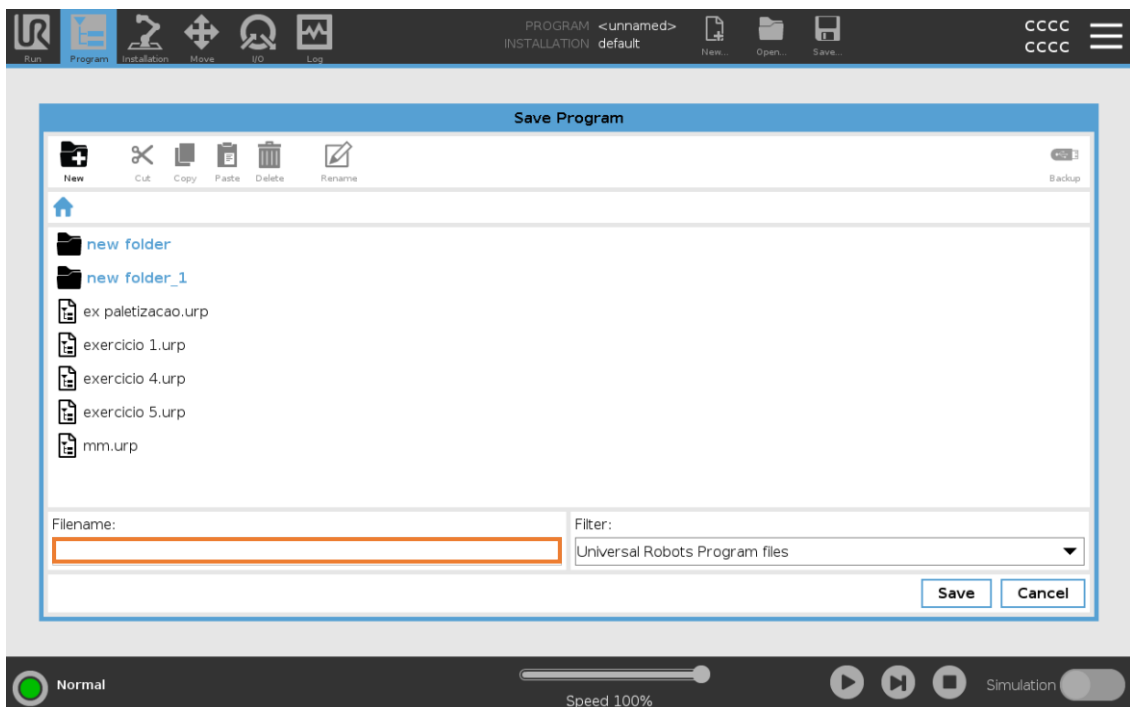 UR
PROGRAM <unnamed>
INSTALLATION default
CCCC
CCCC
Run Program Installation Move I/O Log New... Open... Save...
Save Program
New Cut Copy Paste Delete Rename Backup
new folder
new folder_1
ex paletizacao.urp
exercicio 1.urp
exercicio 4.urp
exercicio 5.urp
mm.urp
Filename: Filter:
Universal Robots Program files
Save Cancel
Normal Speed 100% Simulation